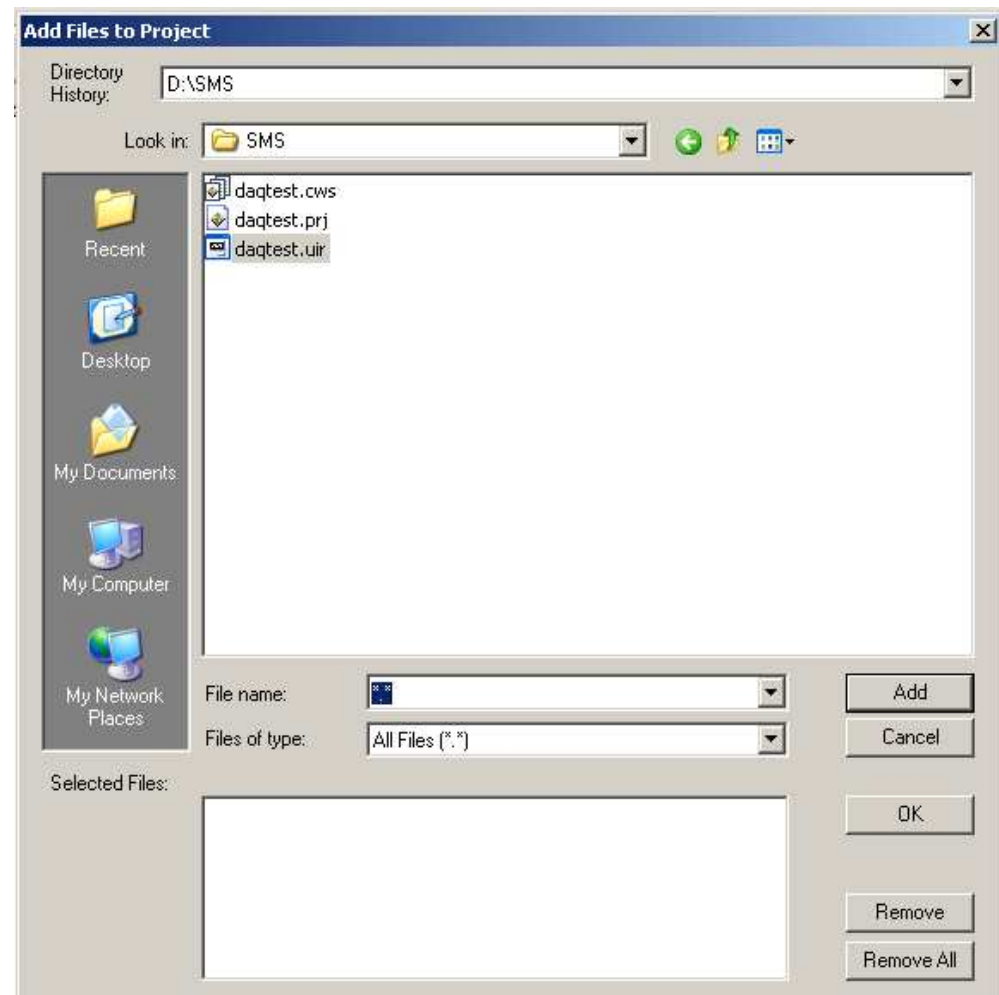 Add Files to Project
Directory
History:
D:\SMS
Look in:
SMS
Recent
Desktop
My Documents
My Computer
My Network
Places
daqtest.cws
daqtest.prj
daqtest.uir
File name:
*.*
Add
Files of type:
All Files (*.*)
Cancel
Selected Files:
OK
Remove
Remove All